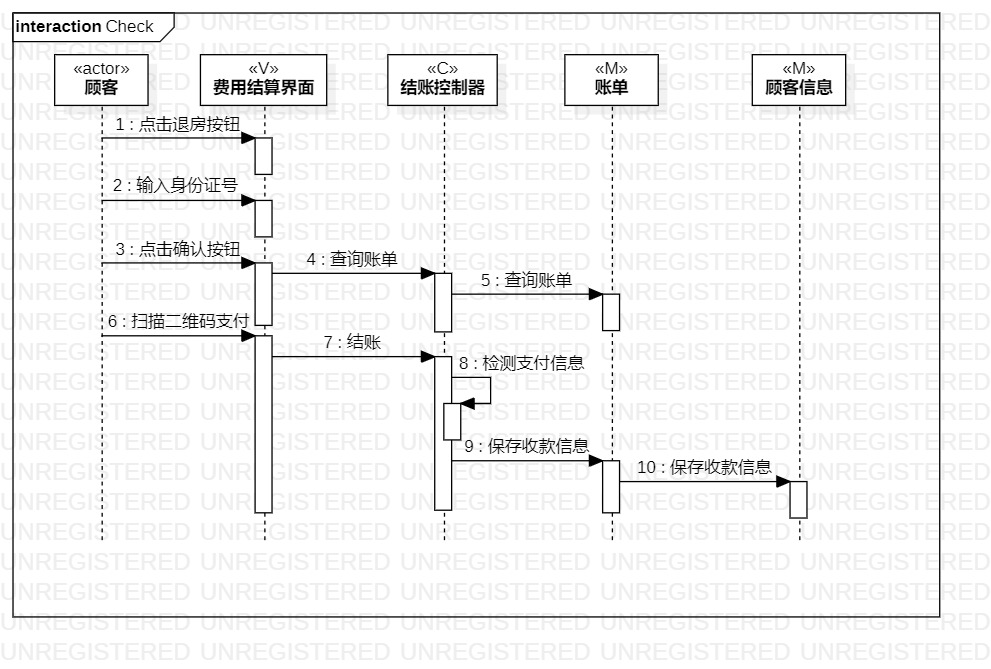 interaction Check
«actor»
顾客
«V»
费用结算界面
«C»
结账控制器
«M»
账单
«M»
顾客信息
1 : 点击退房按钮
2 : 输入身份证号
3 : 点击确认按钮
4 : 查询账单
5 : 查询账单
6 : 扫描二维码支付
7 : 结账
8 : 检测支付信息
9 : 保存收款信息
10 : 保存收款信息
UNREGISTERED